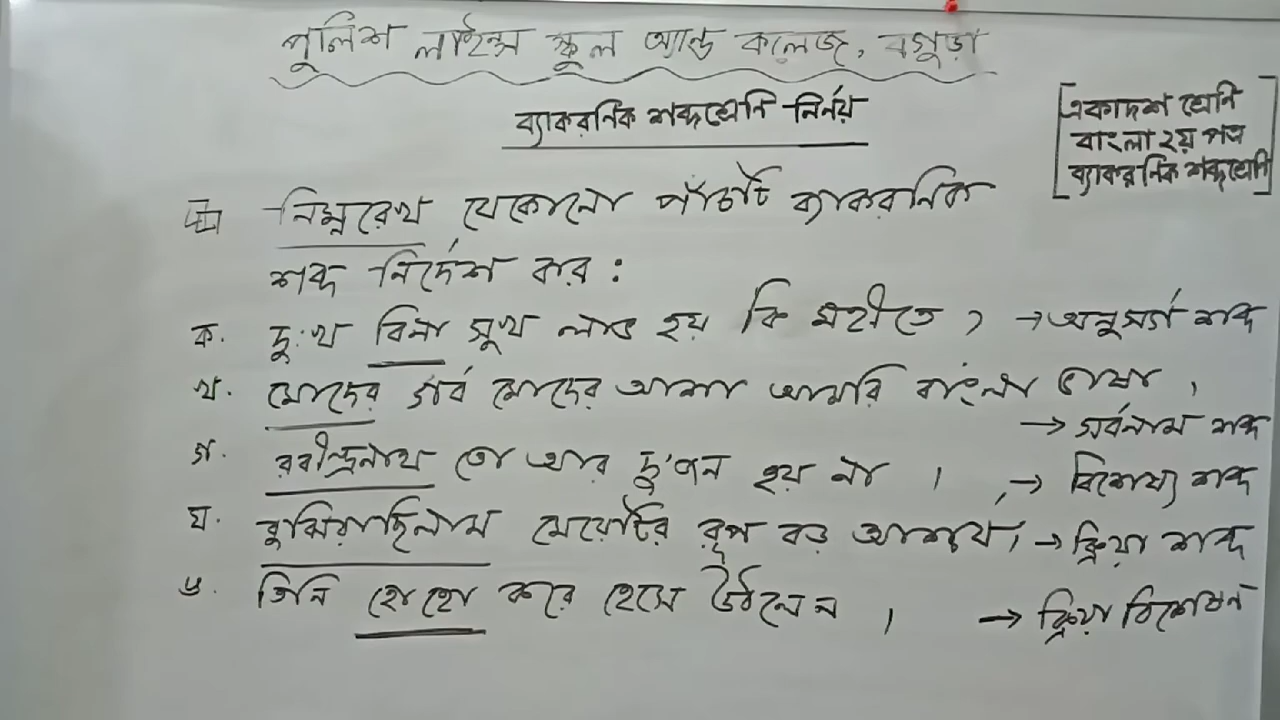 পুলিশ লাইন্স স্কুল অ্যান্ড কলেজ, বগুড়া
ব্যাকরণিক শব্দশ্রেণি নির্ণয়
একাদশ শ্রেণি
বাংলা ২য় পত্র
ব্যাকরণিক শব্দশ্রেণি
নিম্নরেখ যেকোনো পাঁচটি ব্যাকরণিক
শব্দ নির্দেশ কর :
ক. দুঃখ বিনা সুখ লাভ হয় কি মহীতে ? → অনুসর্গ শব্দ
খ. মোদের গর্ব মোদের আশা আমরি বাংলা ভাষা ।
→ সর্বনাম শব্দ
গ. রবীন্দ্রনাথ তো আর দু'জন হয় না । → বিশেষ্য শব্দ
ঘ. বুঝিয়াছিলাম মেয়েটির রূপ বড় আশ্চর্য। → ক্রিয়া শব্দ
ঙ. তিনি হোহো করে হেসে উঠলেন । → ক্রিয়া বিশেষণ